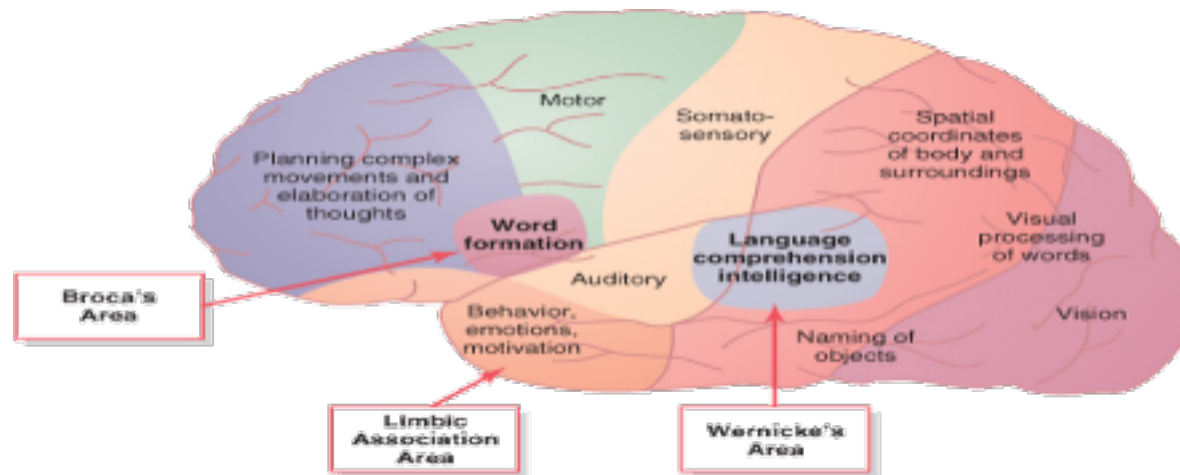 Motor
Somato-
sensory
Spatial
coordinates
of body and
surroundings
Planning complex
movements and
elaboration of
thoughts
Word
formation
Language
comprehension
intelligence
Visual
processing
of words
Auditory
Broca's
Area
Behavior,
emotions,
motivation
Naming of
objects
Vision
Limbic
Association
Area
Wernicke's
Area